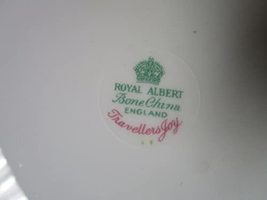 ROYAL ALBERT
Bone China
ENGLAND
Travellers Joy